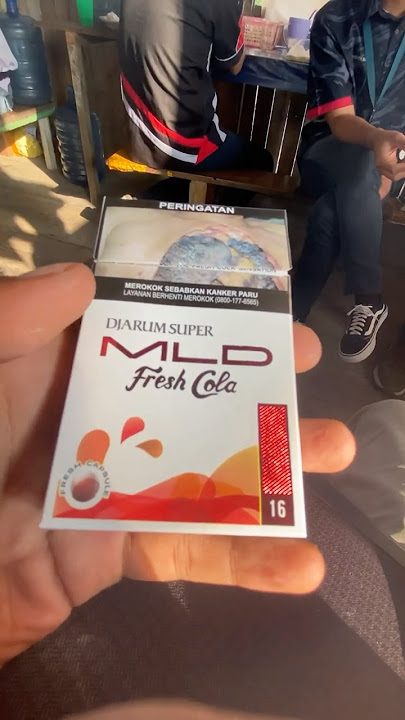 PERINGATAN
MEROKOK SEBABKAN KANKER PARU
LAYANAN BERHENTI MEROKOK (0800-177-6565)
DJARUM SUPER
MLD
Fresh Cola
FRESH CAPSULE
16